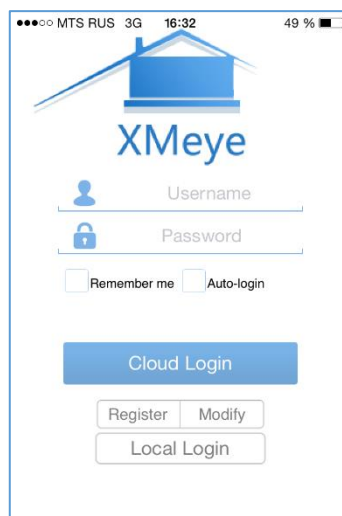 ●●●○○ MTS RUS 3G 16:32 49 %
XMeye
Username
Password
Remember me Auto-login
Cloud Login
Register Modify
Local Login